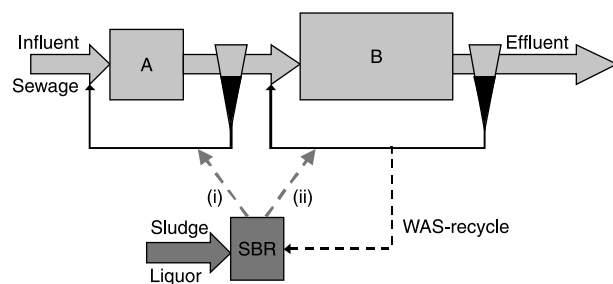 Influent
Sewage
A
B
Effluent
(i)
(ii)
WAS-recycle
Sludge
Liquor
SBR